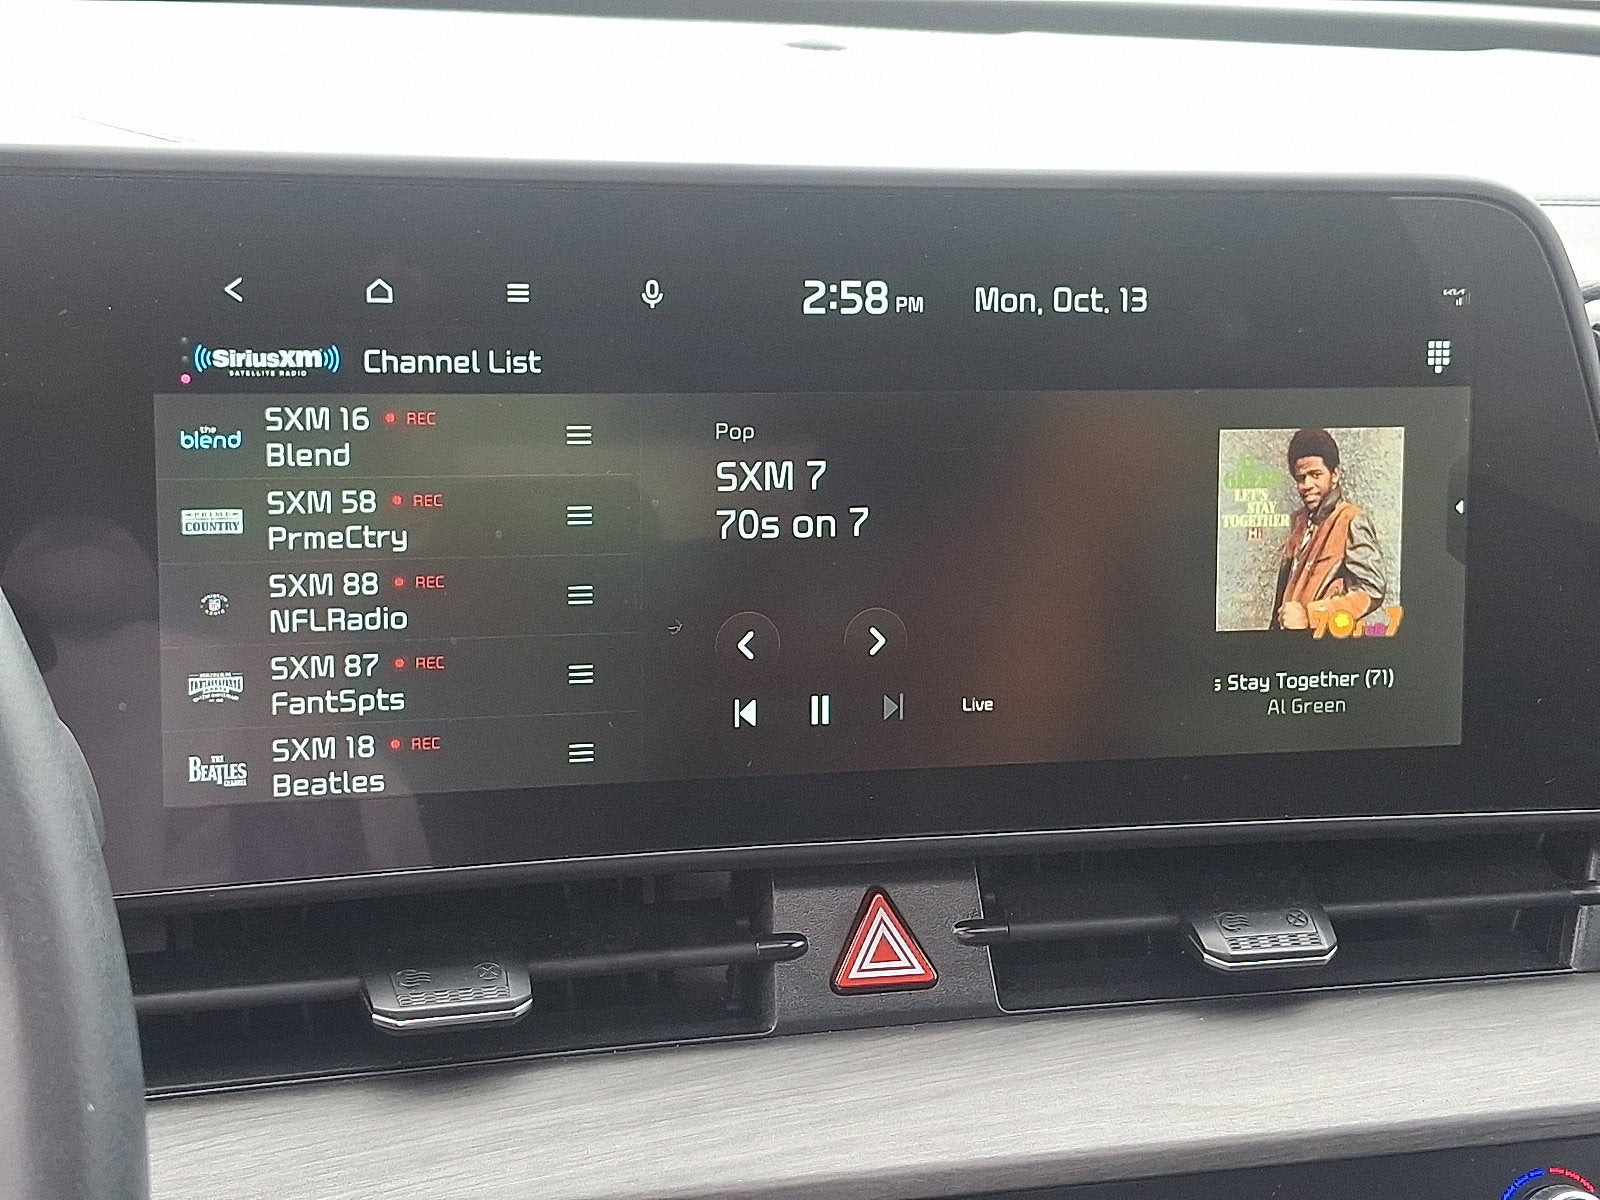 2:58 PM Mon, Oct. 13
SiriusXM Channel List
SATELLITE RADIO
the
blend
SXM 16 REC
Blend
PRIME
COUNTRY
SXM 58 REC
PrmeCtry
SXM 88 REC
NFLRadio
SXM 87 REC
FantSpts
THE
BEATLES
CHANNEL
SXM 18 REC
Beatles
Pop
SXM 7
70s on 7
Live
LET'S
STAY
TOGETHER
Hi
70s on 7
s Stay Together (71)
Al Green